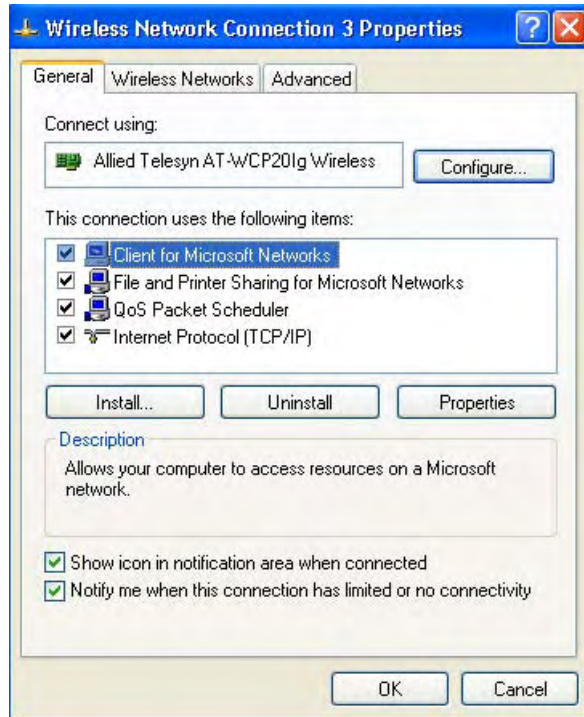 Wireless Network Connection 3 Properties
General Wireless Networks Advanced
Connect using:
Allied Telesyn AT-WCP201g Wireless
Configure...
This connection uses the following items:
Client for Microsoft Networks
File and Printer Sharing for Microsoft Networks
QoS Packet Scheduler
Internet Protocol (TCP/IP)
Install... Uninstall Properties
Description
Allows your computer to access resources on a Microsoft
network.
Show icon in notification area when connected
Notify me when this connection has limited or no connectivity
OK Cancel